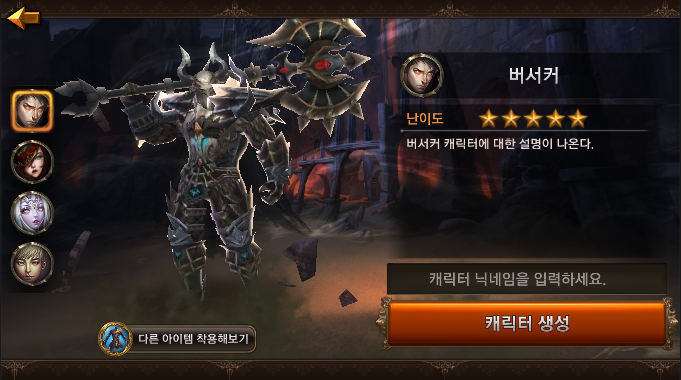 버서커
난이도
버서커 캐릭터에 대한 설명이 나온다.
캐릭터 닉네임을 입력하세요.
캐릭터 생성
다른 아이템 착용해보기